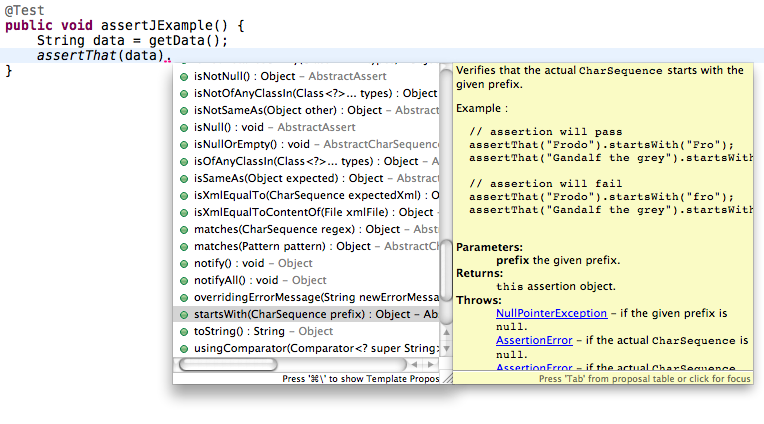 @Test
public void assertJExample() {
String data = getData();
assertThat(data).
}
isNotNull() : Object – AbstractAssert
isNotOfAnyClassIn(Class<?>... types) : Object
isNotSameAs(Object other) : Object – Abstract
isNull() : void – AbstractAssert
isNullOrEmpty() : void – AbstractCharSequenc
isOfAnyClassIn(Class<?>... types) : Object – A
isSameAs(Object expected) : Object – Abstrac
isXmlEqualTo(CharSequence expectedXml) : O
isXmlEqualToContentOf(File xmlFile) : Object –
matches(CharSequence regex) : Object – Abst
matches(Pattern pattern) : Object – AbstractCh
notify() : void – Object
notifyAll() : void – Object
overridingErrorMessage(String newErrorMessa
startsWith(CharSequence prefix) : Object – Ab
toString() : String – Object
usingComparator(Comparator<? super String>
Press '⌘\' to show Template Propos
Verifies that the actual CharSequence starts with the
given prefix.
Example :
// assertion will pass
assertThat("Frodo").startsWith("Fro");
assertThat("Gandalf the grey").startsWith
// assertion will fail
assertThat("Frodo").startsWith("fro");
assertThat("Gandalf the grey").startsWith
Parameters:
prefix the given prefix.
Returns:
this assertion object.
Throws:
NullPointerException – if the given prefix is
null.
AssertionError – if the actual CharSequence is
null.
AssertionError – if the actual CharSequence
Press 'Tab' from proposal table or click for focus